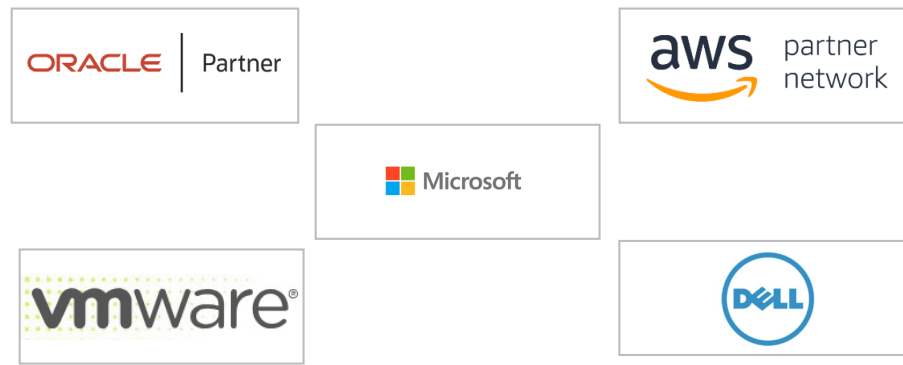 ORACLE | Partner
aws partner
network
Microsoft
vmware®
DELL